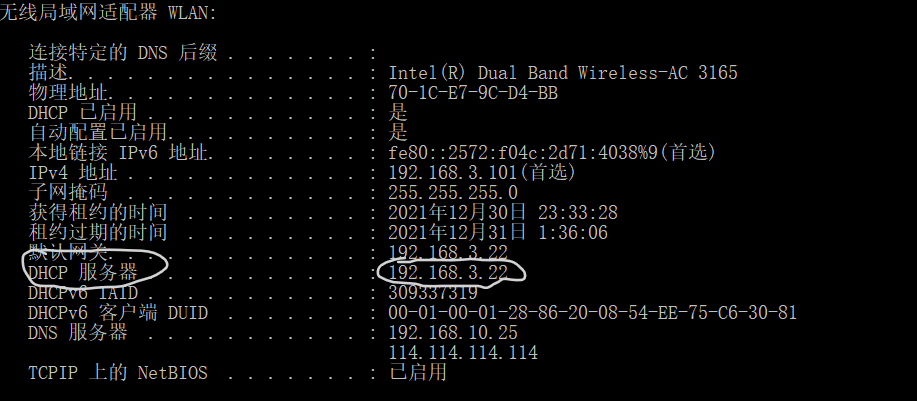 无线局域网适配器 WLAN:
连接特定的 DNS 后缀 . . . . . . . :
描述. . . . . . . . . . . . . . . : Intel(R) Dual Band Wireless-AC 3165
物理地址. . . . . . . . . . . . . : 70-1C-E7-9C-D4-BB
DHCP 已启用 . . . . . . . . . . . : 是
自动配置已启用. . . . . . . . . . : 是
本地链接 IPv6 地址. . . . . . . . : fe80::2572:f04c:2d71:4038%9(首选)
IPv4 地址 . . . . . . . . . . . . : 192.168.3.101(首选)
子网掩码 . . . . . . . . . . . . : 255.255.255.0
获得租约的时间 . . . . . . . . . : 2021年12月30日 23:33:28
租约过期的时间 . . . . . . . . . : 2021年12月31日 1:36:06
默认网关. . . . . . . . . . . . . : 192.168.3.22
DHCP 服务器 . . . . . . . . . . . : 192.168.3.22
DHCPv6 IAID . . . . . . . . . . . : 309337319
DHCPv6 客户端 DUID . . . . . . . : 00-01-00-01-28-86-20-08-54-EE-75-C6-30-81
DNS 服务器 . . . . . . . . . . . : 192.168.10.25
114.114.114.114
TCPIP 上的 NetBIOS . . . . . . . : 已启用